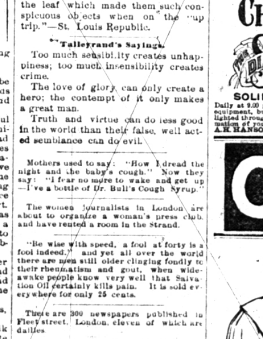 the leaf which made them such con-
spicuous objects when on the "up
trip."—St. Louis Republic.
Talleyrand's Sayings.
Too much sensibility creates unhap-
piness; too much insensibility creates
crime.
The love of glory can only create a
hero; the contempt of it only makes
a great man.
Truth and virtue can do less good
in the world than their false, well act-
ed semblance can do evil.
Mothers used to say: "How I dread the
night and the baby's cough." Now they
say: "I fear no more to wake and get up
—I've a bottle of Dr. Bull's Cough Syrup."
The women journalists in London are
about to organize a woman's press club
and have rented a room in the Strand.
"Be wise with speed, a fool at forty is a
fool indeed," and yet all over the world
there are men still older clinging fondly to
their rheumatism and gout, when wide-
awake people know very well that Salva-
tion Oil certainly kills pain. It is sold ev-
erywhere for only 25 cents.
There are 300 newspapers published in
Fleet street, London, eleven of which are
dailies
CH
SOLI
Daily at 9.00
equipment,
lighted throu
A. H. HANSO
C